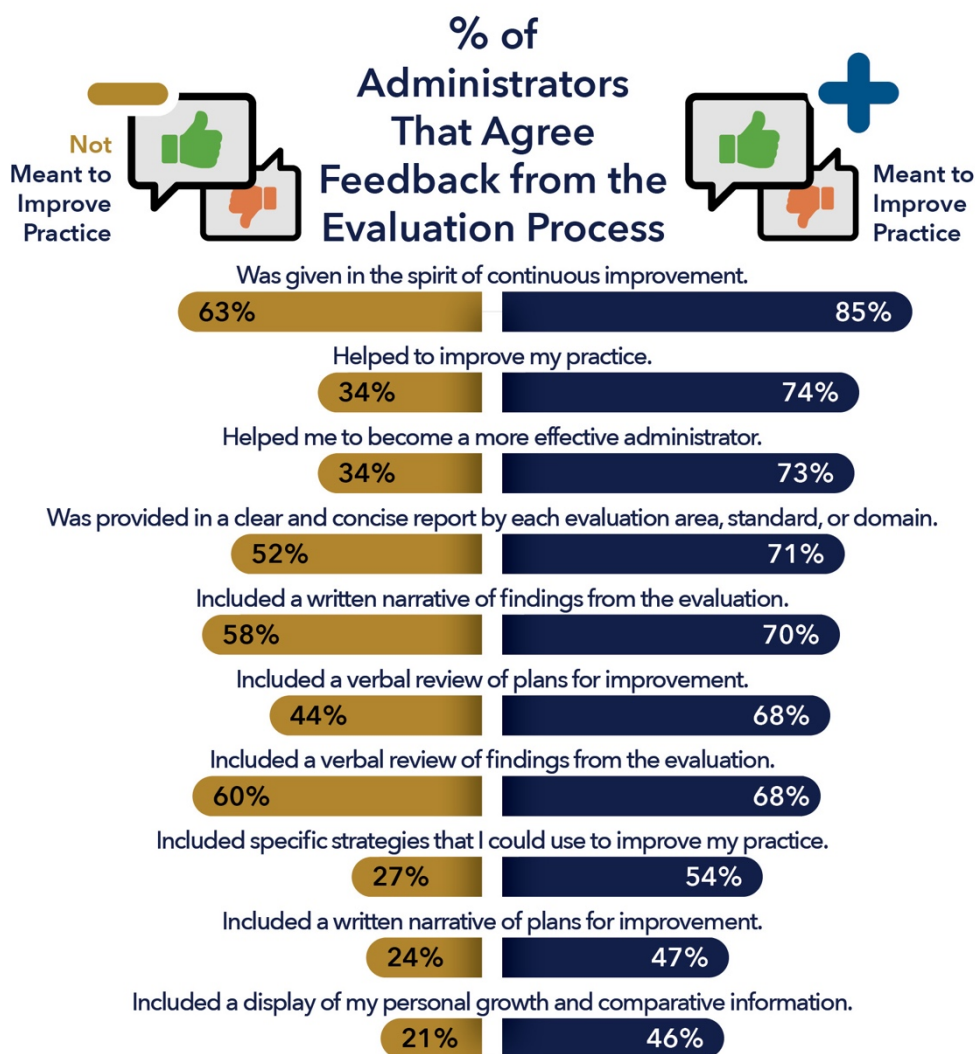 % of
Administrators
That Agree
Feedback from the
Evaluation Process
Not
Meant to
Improve
Practice
Meant to
Improve
Practice
Was given in the spirit of continuous improvement.
63% 85%
Helped to improve my practice.
34% 74%
Helped me to become a more effective administrator.
34% 73%
Was provided in a clear and concise report by each evaluation area, standard, or domain.
52% 71%
Included a written narrative of findings from the evaluation.
58% 70%
Included a verbal review of plans for improvement.
44% 68%
Included a verbal review of findings from the evaluation.
60% 68%
Included specific strategies that I could use to improve my practice.
27% 54%
Included a written narrative of plans for improvement.
24% 47%
Included a display of my personal growth and comparative information.
21% 46%